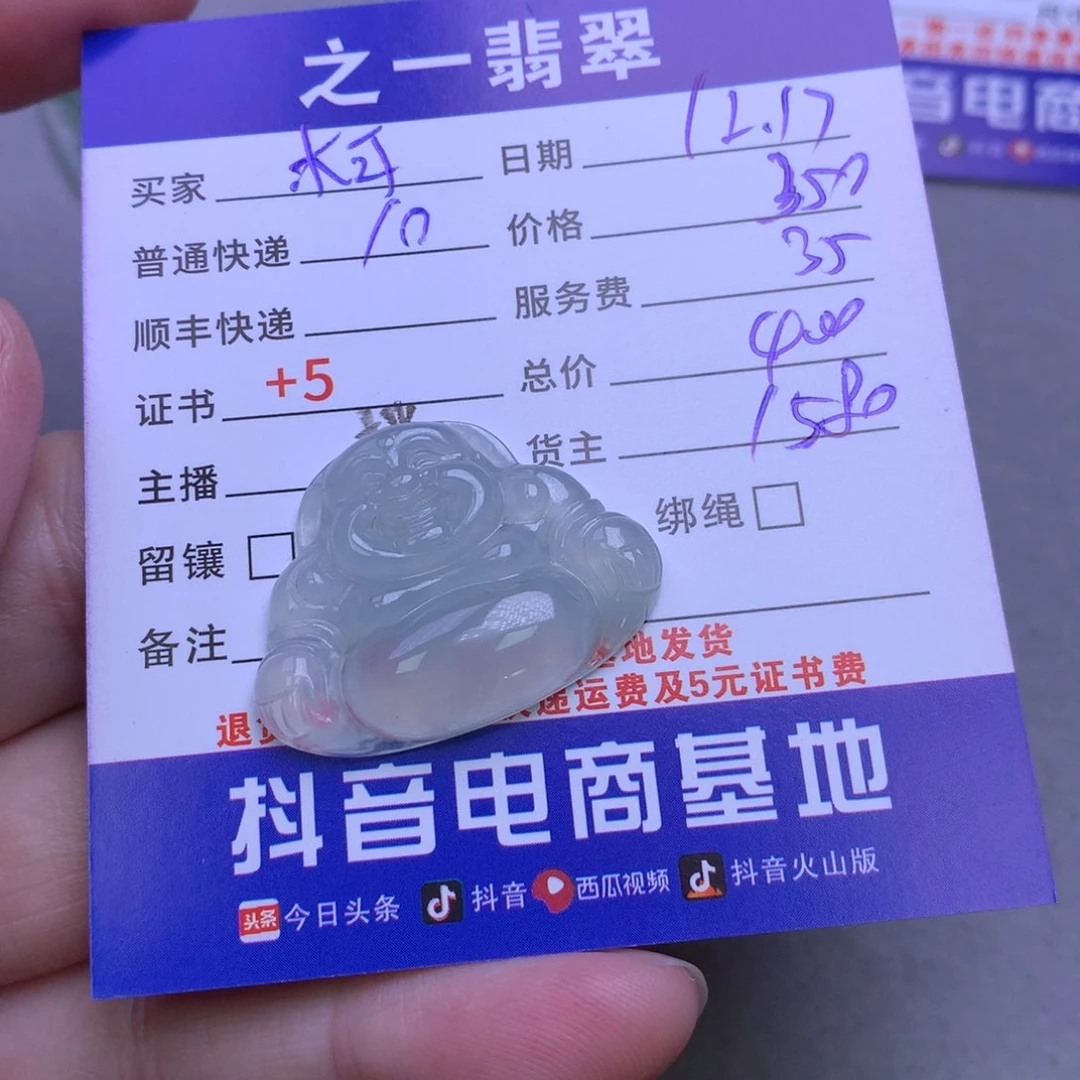 之一翡翠
买家 水耳 日期 12.17
普通快递 10 价格 350
顺丰快递 服务费 35
证书 +5 总价 400
主播 货主 1580
留镶 绑绳
备注
地发货
退 递运费及5元证书费
抖音电商基地
头条 今日头条 抖音 西瓜视频 抖音火山版
音电商